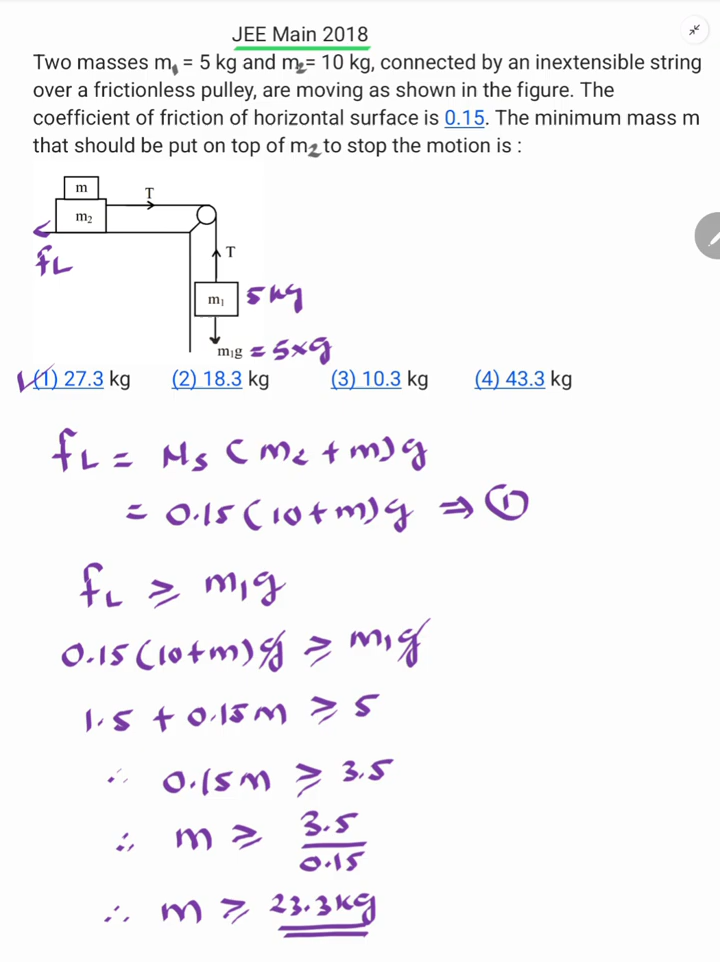 JEE Main 2018
Two masses m₁ = 5 kg and m₂= 10 kg, connected by an inextensible string
over a frictionless pulley, are moving as shown in the figure. The
coefficient of friction of horizontal surface is 0.15. The minimum mass m
that should be put on top of m₂ to stop the motion is :
m
T
m₂
fL
T
m₁ 5kg
m₁g = 5×g
(1) 27.3 kg (2) 18.3 kg (3) 10.3 kg (4) 43.3 kg
fL = μs (m₂ + m)g
= 0.15 (10 + m)g ⇒ ①
fL ⩾ m₁g
0.15 (10+m)g ⩾ m₁g
1.5 + 0.15m ⩾ 5
∴ 0.15m ⩾ 3.5
∴ m ⩾ 3.5
0.15
∴ m ⩾ 23.3kg